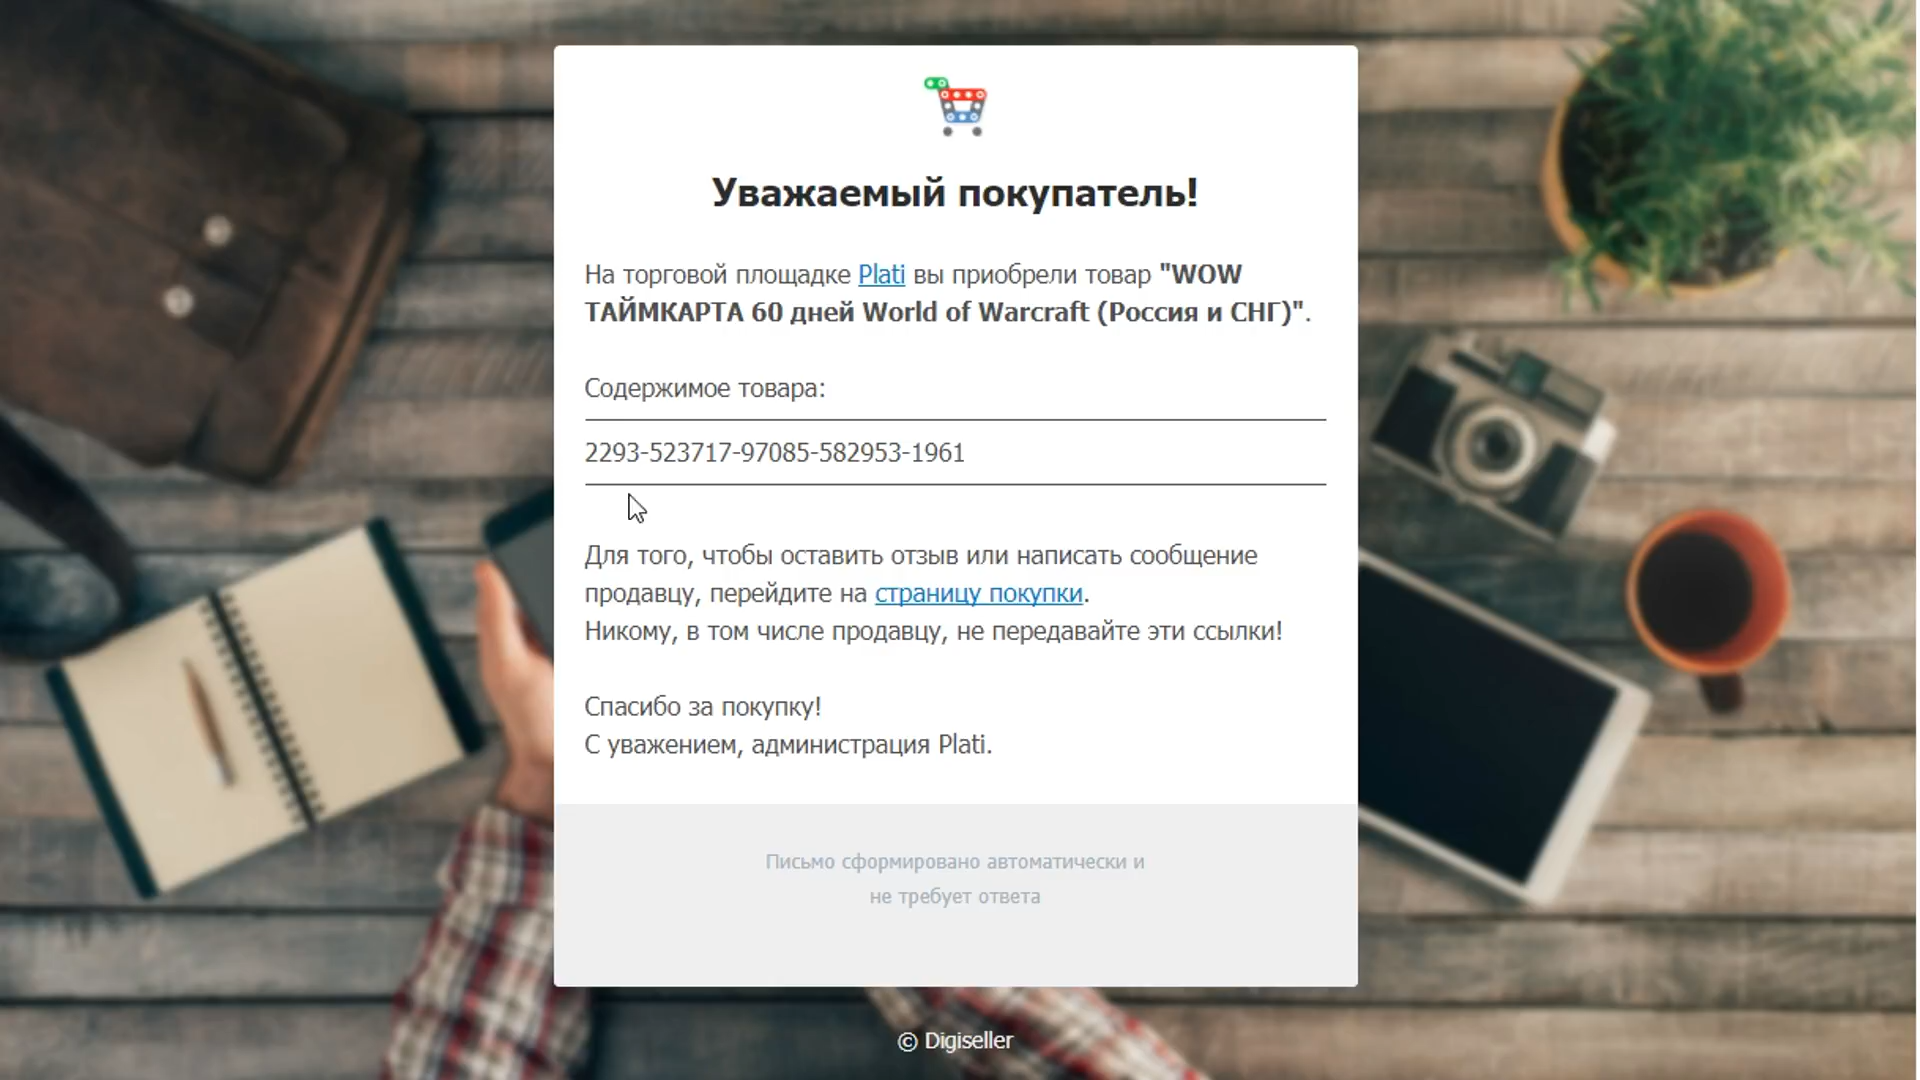 Уважаемый покупатель!
На торговой площадке Plati вы приобрели товар "WOW
ТАЙМКАРТА 60 дней World of Warcraft (Россия и СНГ)".
Содержимое товара:
2293-523717-97085-582953-1961
Для того, чтобы оставить отзыв или написать сообщение
продавцу, перейдите на страницу покупки.
Никому, в том числе продавцу, не передавайте эти ссылки!
Спасибо за покупку!
С уважением, администрация Plati.
Письмо сформировано автоматически и
не требует ответа
© Digiseller